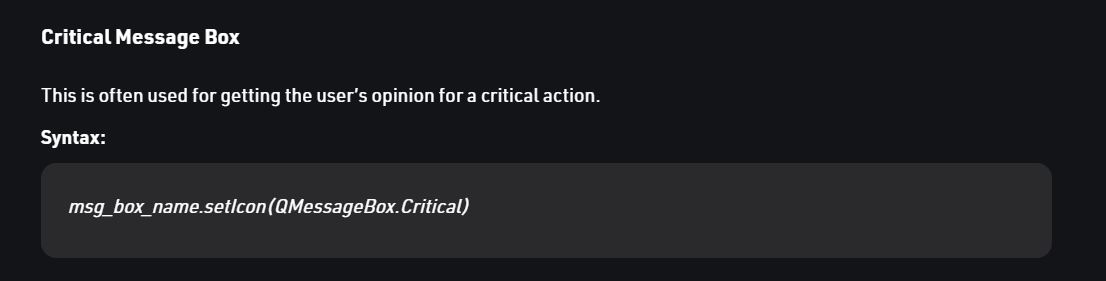 Critical Message Box
This is often used for getting the user’s opinion for a critical action.
Syntax:
msg_box_name.setIcon(QMessageBox.Critical)